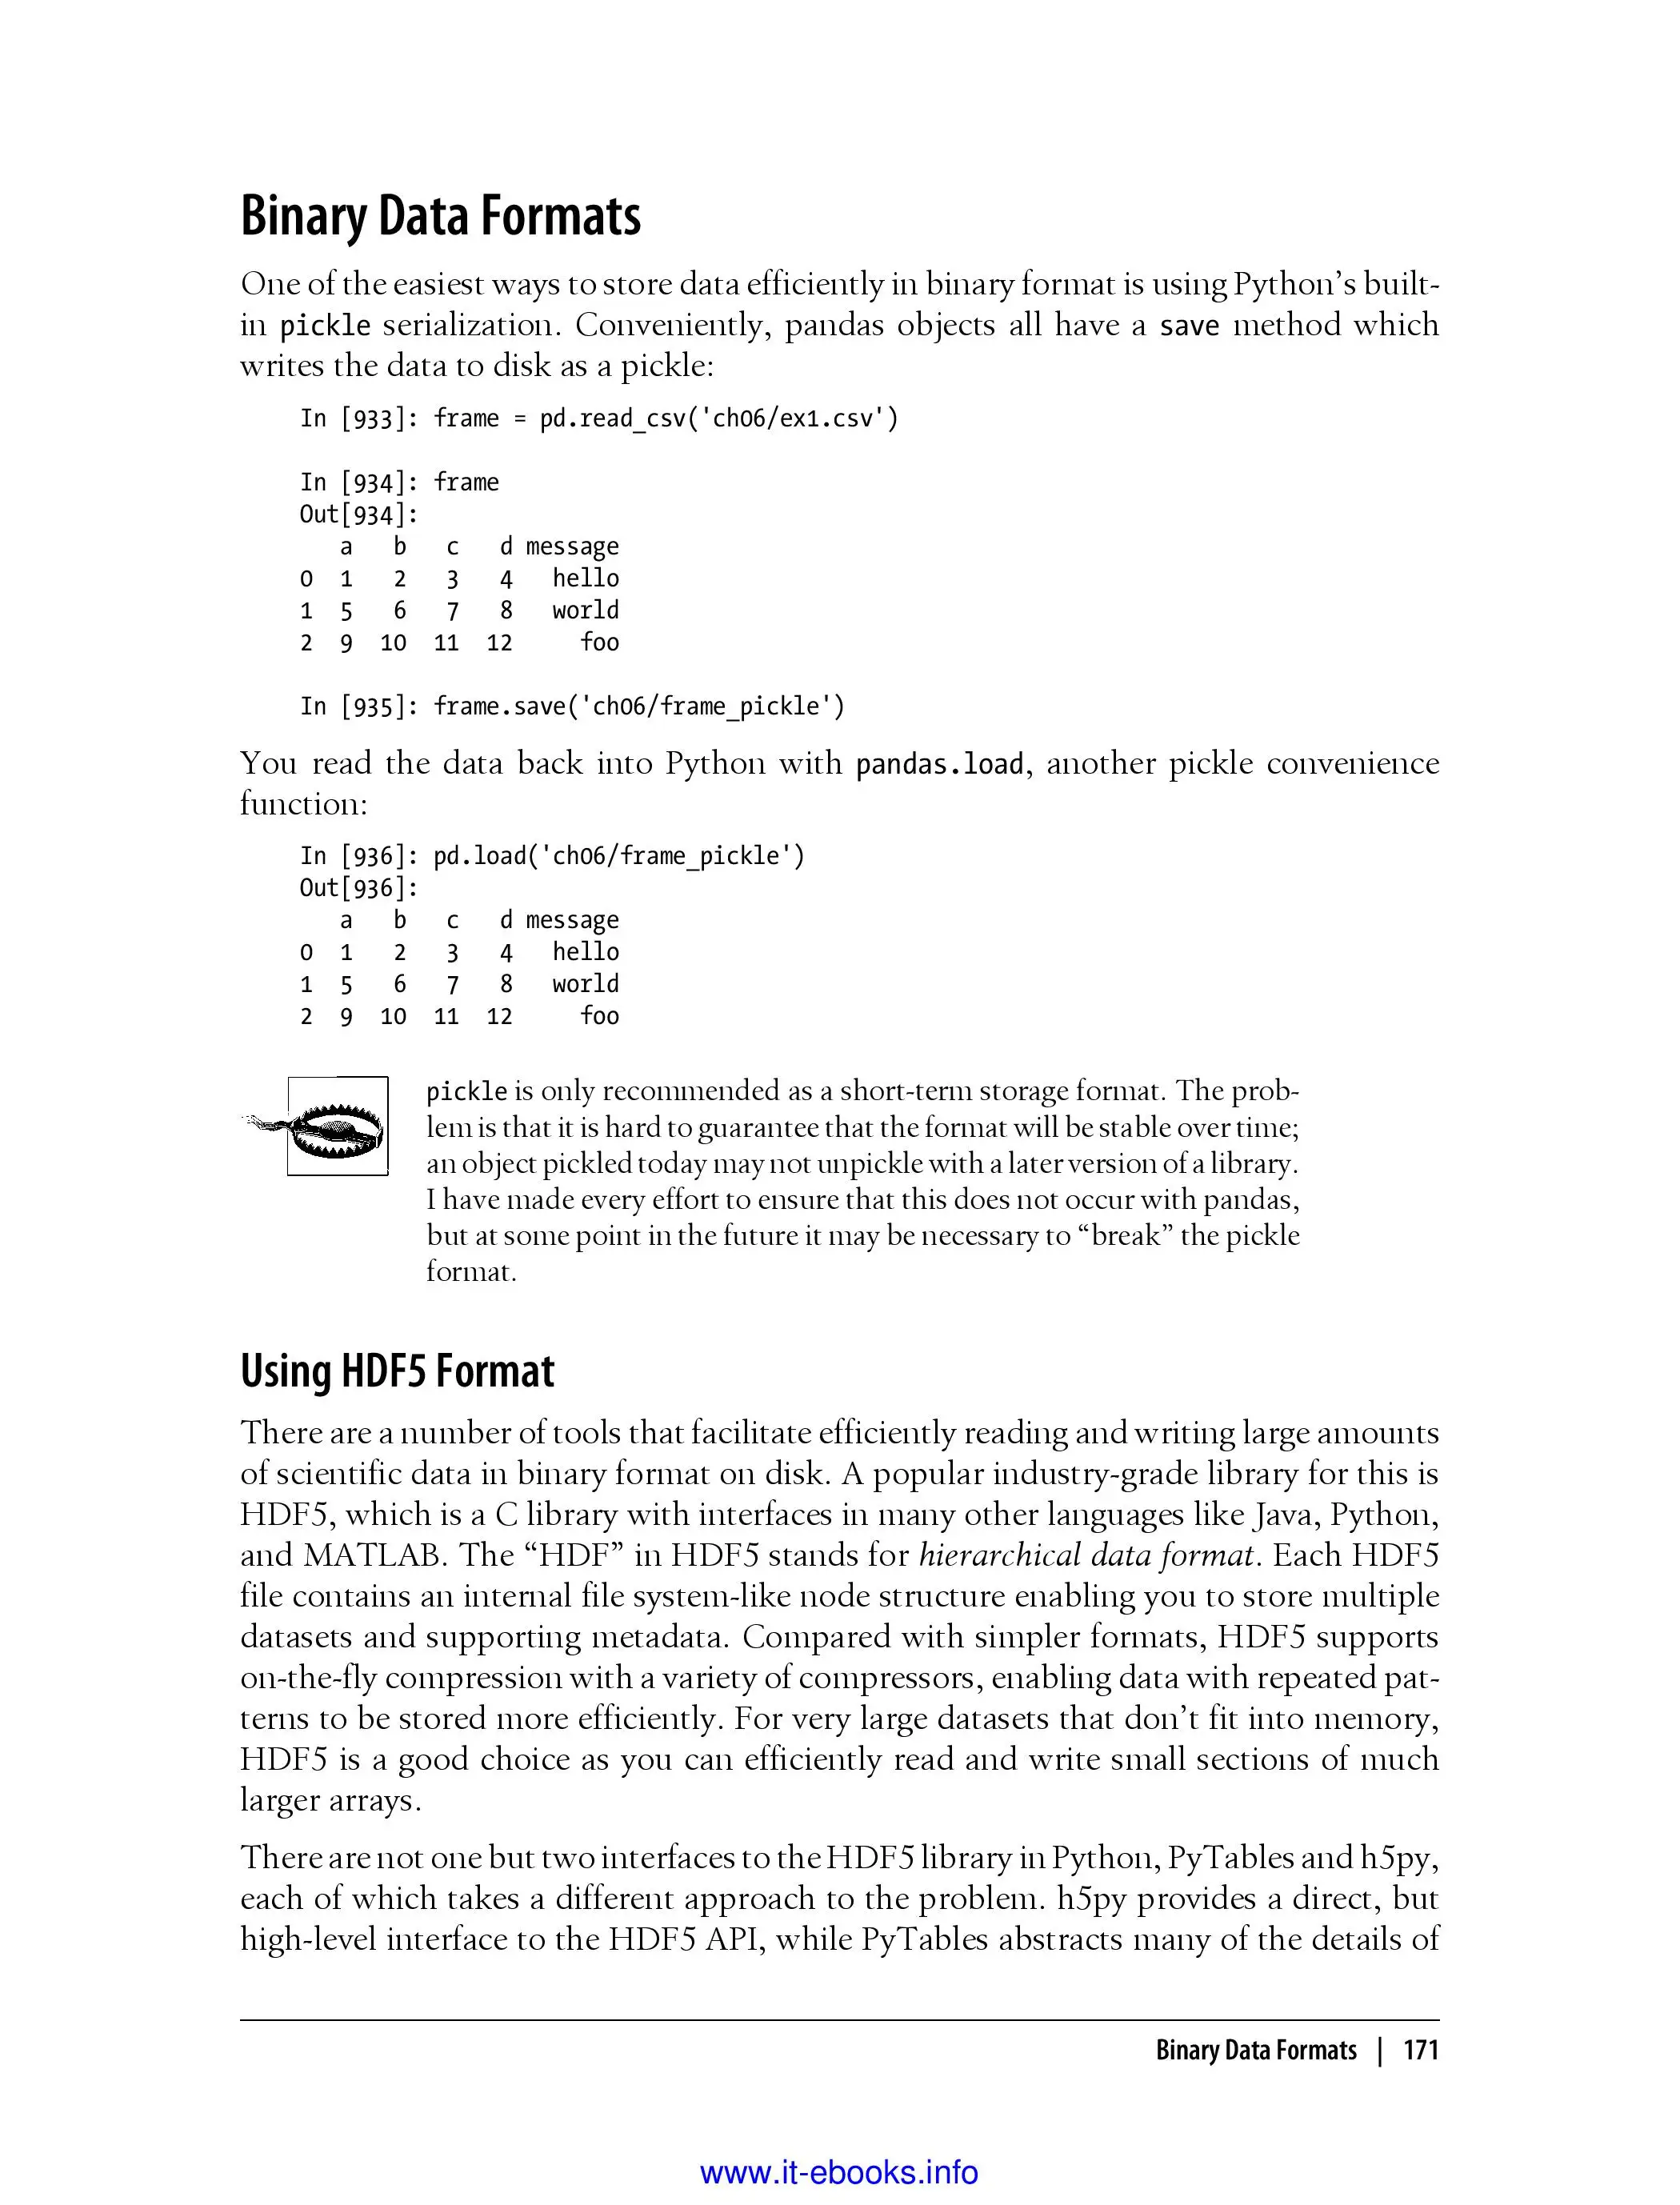 Binary Data Formats
One of the easiest ways to store data efficiently in binary format is using Python’s built-
in pickle serialization. Conveniently, pandas objects all have a save method which
writes the data to disk as a pickle:
In [933]: frame = pd.read_csv('ch06/ex1.csv')
In [934]: frame
Out[934]:
   a   b   c   d message
0  1   2   3   4   hello
1  5   6   7   8   world
2  9  10  11  12     foo
In [935]: frame.save('ch06/frame_pickle')
You read the data back into Python with pandas.load, another pickle convenience
function:
In [936]: pd.load('ch06/frame_pickle')
Out[936]:
   a   b   c   d message
0  1   2   3   4   hello
1  5   6   7   8   world
2  9  10  11  12     foo
pickle is only recommended as a short-term storage format. The prob-
lem is that it is hard to guarantee that the format will be stable over time;
an object pickled today may not unpickle with a later version of a library.
I have made every effort to ensure that this does not occur with pandas,
but at some point in the future it may be necessary to “break” the pickle
format.
Using HDF5 Format
There are a number of tools that facilitate efficiently reading and writing large amounts
of scientific data in binary format on disk. A popular industry-grade library for this is
HDF5, which is a C library with interfaces in many other languages like Java, Python,
and MATLAB. The “HDF” in HDF5 stands for hierarchical data format. Each HDF5
file contains an internal file system-like node structure enabling you to store multiple
datasets and supporting metadata. Compared with simpler formats, HDF5 supports
on-the-fly compression with a variety of compressors, enabling data with repeated pat-
terns to be stored more efficiently. For very large datasets that don’t fit into memory,
HDF5 is a good choice as you can efficiently read and write small sections of much
larger arrays.
There are not one but two interfaces to the HDF5 library in Python, PyTables and h5py,
each of which takes a different approach to the problem. h5py provides a direct, but
high-level interface to the HDF5 API, while PyTables abstracts many of the details of
Binary Data Formats | 171
www.it-ebooks.info